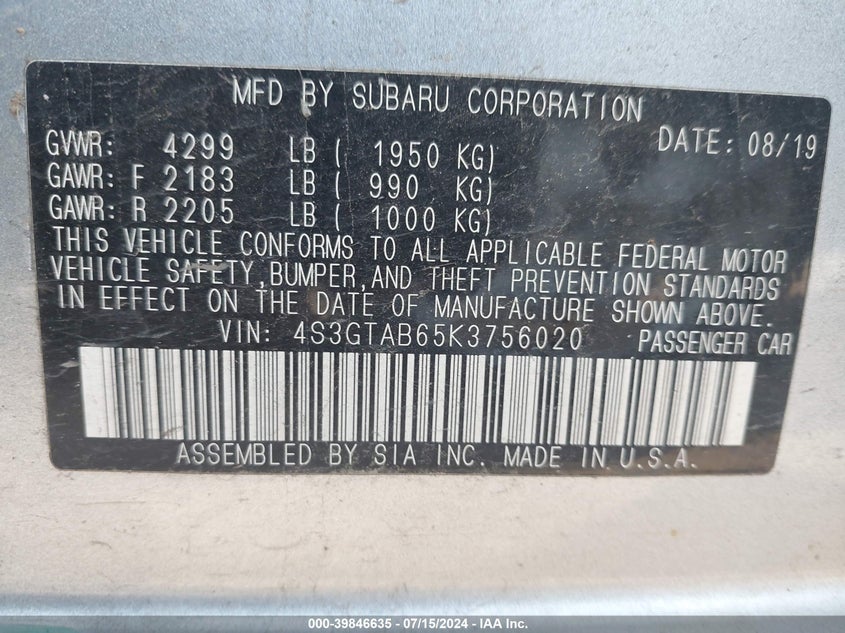 MFD BY SUBARU CORPORATION
GVWR: 4299 LB ( 1950 KG) DATE: 08/19
GAWR: F 2183 LB ( 990 KG)
GAWR: R 2205 LB ( 1000 KG)
THIS VEHICLE CONFORMS TO ALL APPLICABLE FEDERAL MOTOR
VEHICLE SAFETY, BUMPER, AND THEFT PREVENTION STANDARDS
IN EFFECT ON THE DATE OF MANUFACTURE SHOWN ABOVE.
VIN: 4S3GTAB65K3756020 PASSENGER CAR
ASSEMBLED BY SIA INC. MADE IN U.S.A.
000-39846635 - 07/15/2024 - IAA Inc.